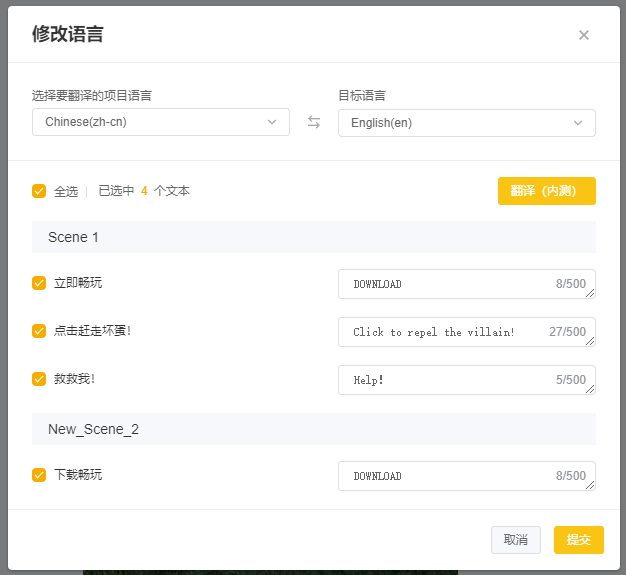 修改语言
选择要翻译的项目语言
目标语言
Chinese(zh-cn)
English(en)
全选
已选中 4 个文本
翻译（内测）
Scene 1
立即畅玩
DOWNLOAD
8/500
点击赶走坏蛋!
Click to repel the villain!
27/500
救救我!
Help!
5/500
New_Scene_2
下载畅玩
DOWNLOAD
8/500
取消
提交